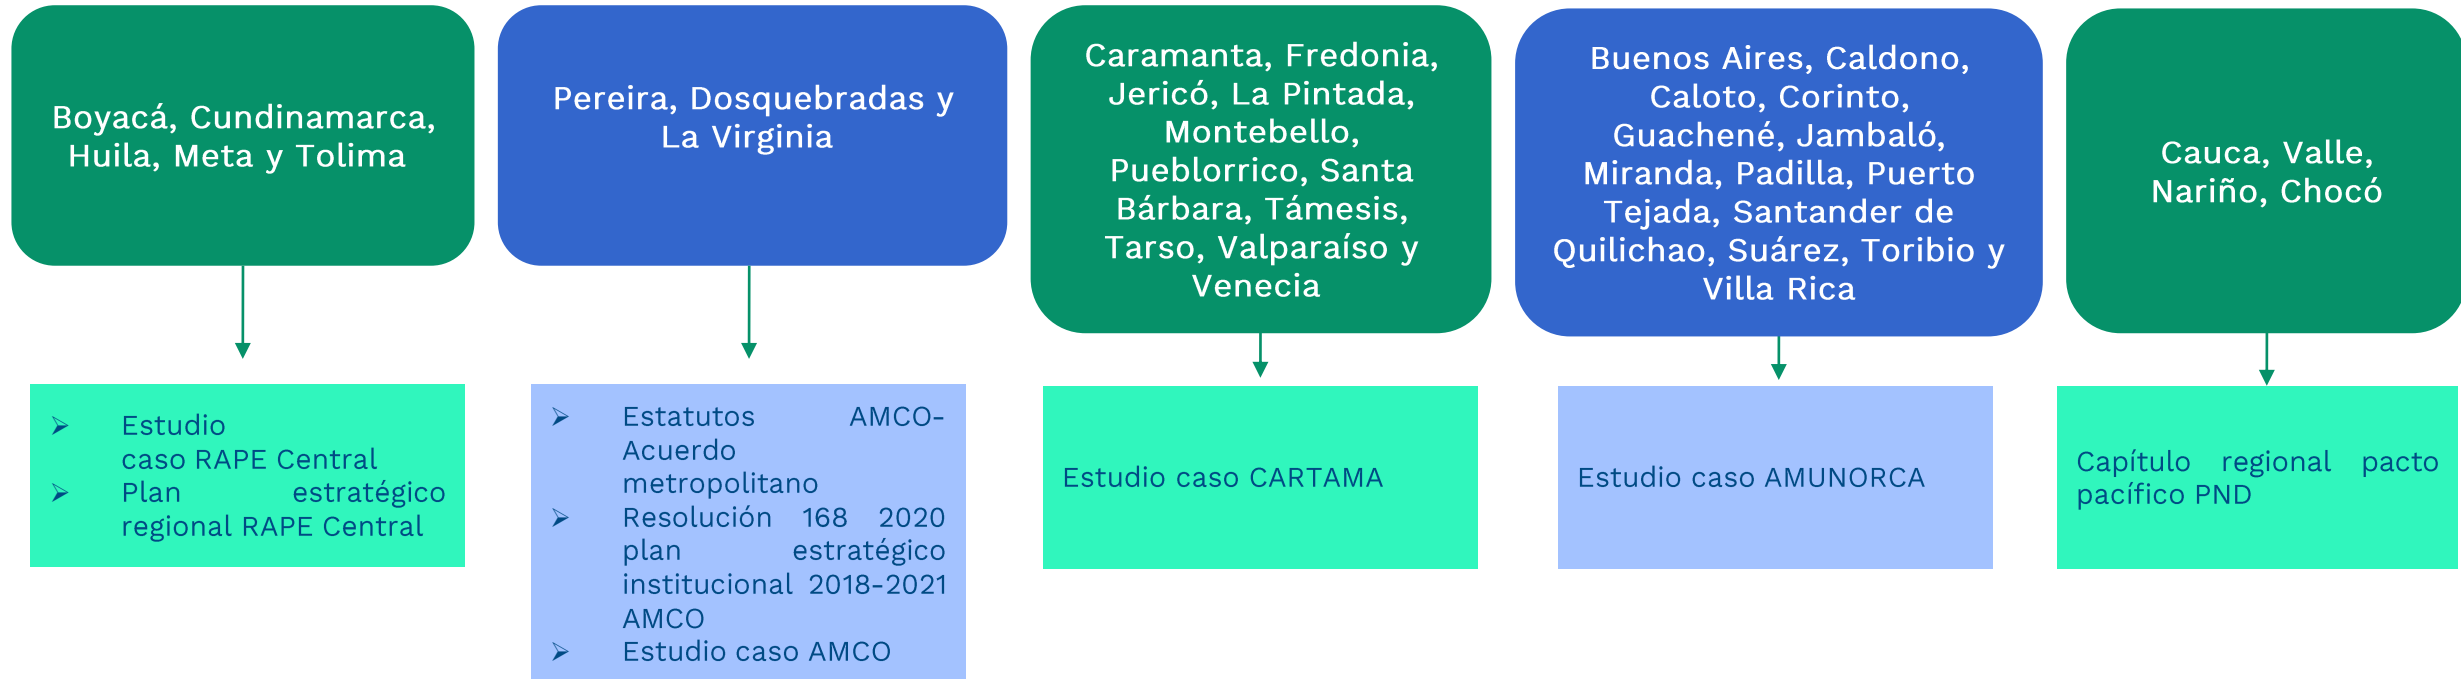 Boyacá, Cundinamarca,
Huila, Meta y Tolima
Pereira, Dosquebradas y
La Virginia
Caramanta, Fredonia,
Jericó, La Pintada,
Montebello,
Pueblorrico, Santa
Bárbara, Támesis,
Tarso, Valparaíso y
Venecia
Buenos Aires, Caldono,
Caloto, Corinto,
Guachené, Jambaló,
Miranda, Padilla, Puerto
Tejada, Santander de
Quilichao, Suárez, Toribio y
Villa Rica
Cauca, Valle,
Nariño, Chocó
➢ Estudio
caso RAPE Central
➢ Plan estratégico
regional RAPE Central
➢ Estatutos AMCO-
Acuerdo
metropolitano
➢ Resolución 168 2020
plan estratégico
institucional 2018-2021
AMCO
➢ Estudio caso AMCO
Estudio caso CARTAMA
Estudio caso AMUNORCA
Capítulo regional pacto
pacífico PND